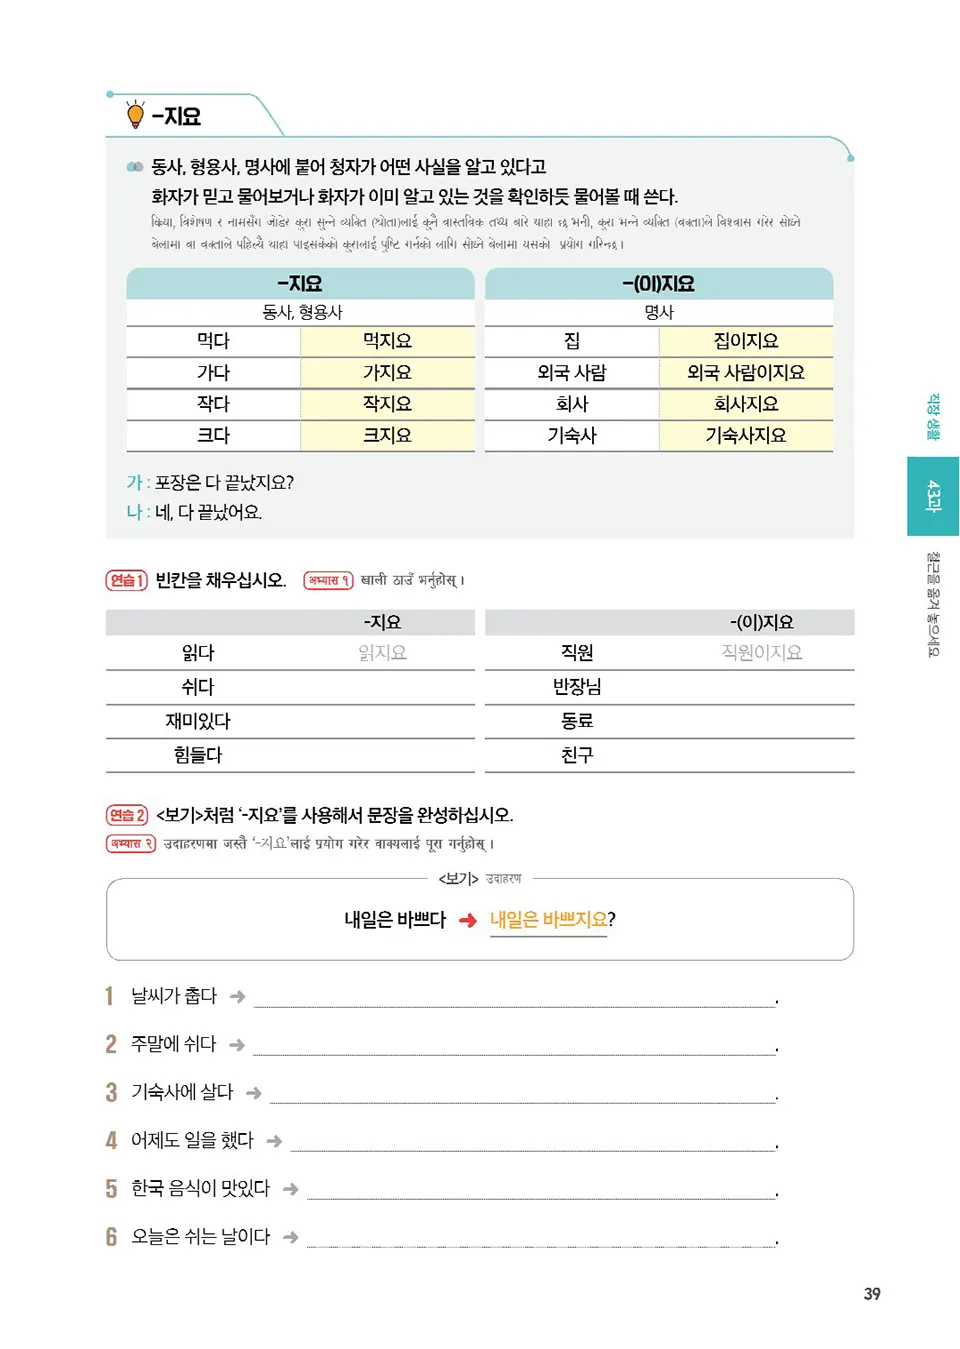 -지요
동사, 형용사, 명사에 붙어 청자가 어떤 사실을 알고 있다고
화자가 믿고 물어보거나 화자가 이미 알고 있는 것을 확인하듯 물어볼 때 쓴다.
क्रिया, विशेषण र नामसँग जोडेर कुरा सुन्ने व्यक्ति (श्रोता)लाई कुनै वास्तविक तथ्य बारे थाहा छ भनी, कुरा भन्ने व्यक्ति (वक्ता)ले विश्वास गरेर सोध्ने
बेलामा वा वक्ताले पहिल्यै थाहा पाइसकेको कुरालाई पुष्टि गर्नको लागि सोध्ने बेलामा यसको प्रयोग गरिन्छ।
-지요 -(이)지요
동사, 형용사 명사
먹다 먹지요 집 집이지요
가다 가지요 외국 사람 외국 사람이지요
작다 작지요 회사 회사지요
크다 크지요 기숙사 기숙사지요
가 : 포장은 다 끝났지요?
나 : 네, 다 끝났어요.
연습 1 빈칸을 채우십시오. अभ्यास १ खाली ठाउँ भर्नुहोस्।
-지요 -(이)지요
읽다 읽지요 직원 직원이지요
쉬다 반장님
재미있다 동료
힘들다 친구
연습 2 <보기>처럼 ‘-지요’를 사용해서 문장을 완성하십시오.
अभ्यास २ उदाहरणमा जस्तै ‘-지요’लाई प्रयोग गरेर वाक्यलाई पूरा गर्नुहोस्।
<보기> उदाहरण
내일은 바쁘다 ➜ 내일은 바쁘지요?
1 날씨가 춥다 ➜ .
2 주말에 쉬다 ➜ .
3 기숙사에 살다 ➜ .
4 어제도 일을 했다 ➜ .
5 한국 음식이 맛있다 ➜ .
6 오늘은 쉬는 날이다 ➜ .
직장 생활
43과
철근을 옮겨 놓으세요
39